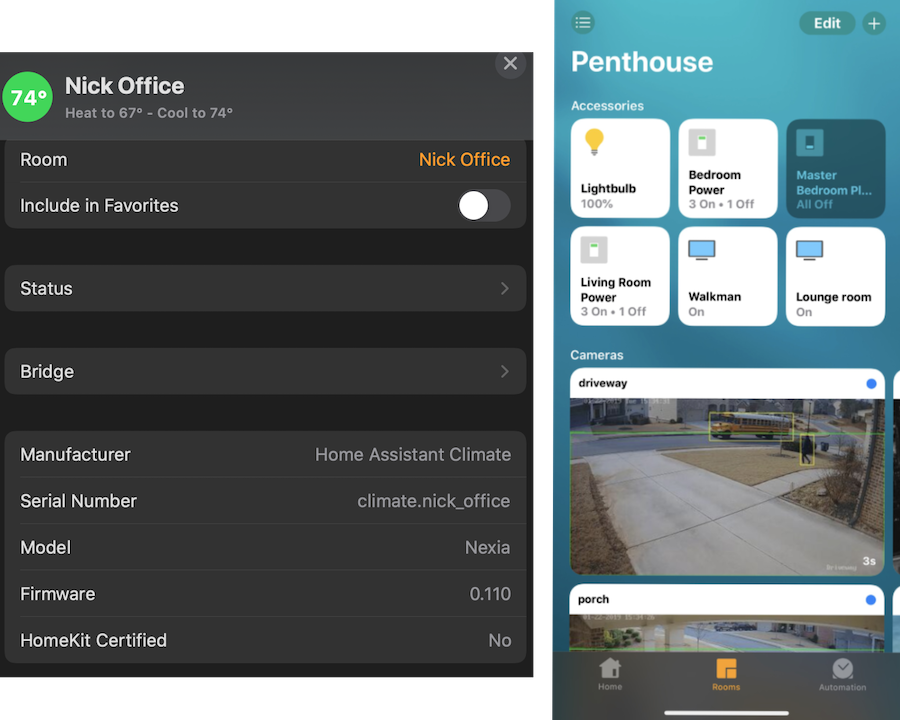 74°
Nick Office
Heat to 67° - Cool to 74°
Room
Nick Office
Include in Favorites
Status
Bridge
Manufacturer
Home Assistant Climate
Serial Number
climate.nick_office
Model
Nexia
Firmware
0.110
HomeKit Certified
No
Edit
Penthouse
Accessories
Lightbulb
100%
Bedroom
Power
3 On • 1 Off
Master
Bedroom Pl...
All Off
Living Room
Power
3 On • 1 Off
Walkman
On
Lounge room
On
Cameras
driveway
3s
porch
Home
Rooms
Automation